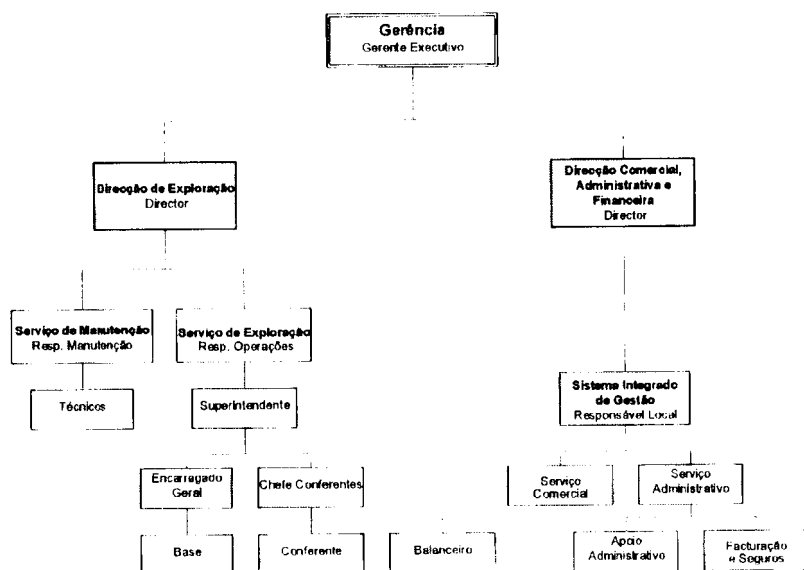 Gerência
Gerente Executivo
Direcção de Exploração
Director
Direcção Comercial,
Administrativa e
Financeira
Director
Serviço de Manutenção
Resp. Manutenção
Serviço de Exploração
Resp. Operações
Técnicos
Superintendente
Sistema Integrado
de Gestão
Responsável Local
Encarregado
Geral
Chefe Conferentes
Serviço
Comercial
Serviço
Administrativo
Base
Conferente
Balanceiro
Apoio
Administrativo
Facturação
e Seguros